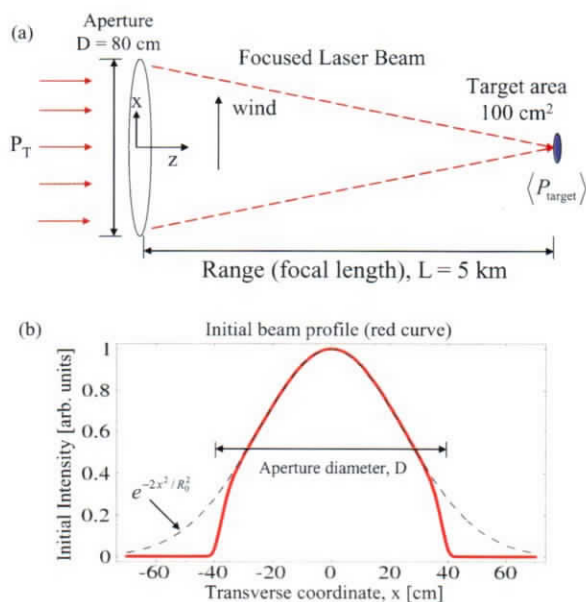 (a)
Aperture
D = 80 cm
Focused Laser Beam
Target area
100 cm²
x
wind
P_T
z
⟨P_target⟩
Range (focal length), L = 5 km
(b)
Initial beam profile (red curve)
Initial Intensity [arb. units]
1
0.8
0.6
0.4
0.2
0
Aperture diameter, D
e^{-2x²/R_0²}
-60 -40 -20 0 20 40 60
Transverse coordinate, x [cm]